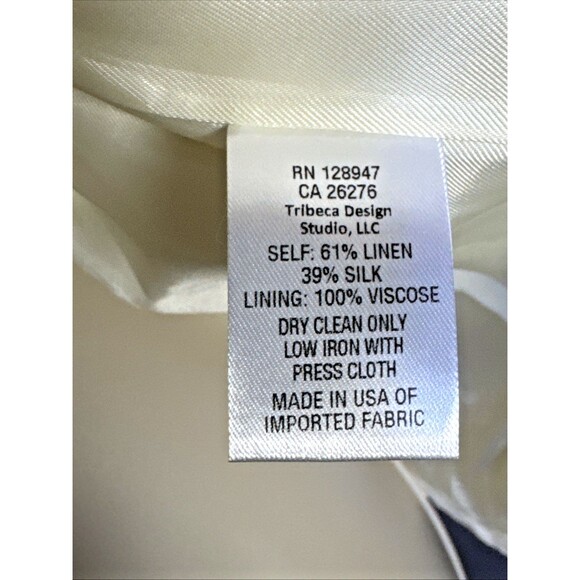 RN 128947
CA 26276
Tribeca Design
Studio, LLC
SELF: 61% LINEN
39% SILK
LINING: 100% VISCOSE
DRY CLEAN ONLY
LOW IRON WITH
PRESS CLOTH
MADE IN USA OF
IMPORTED FABRIC